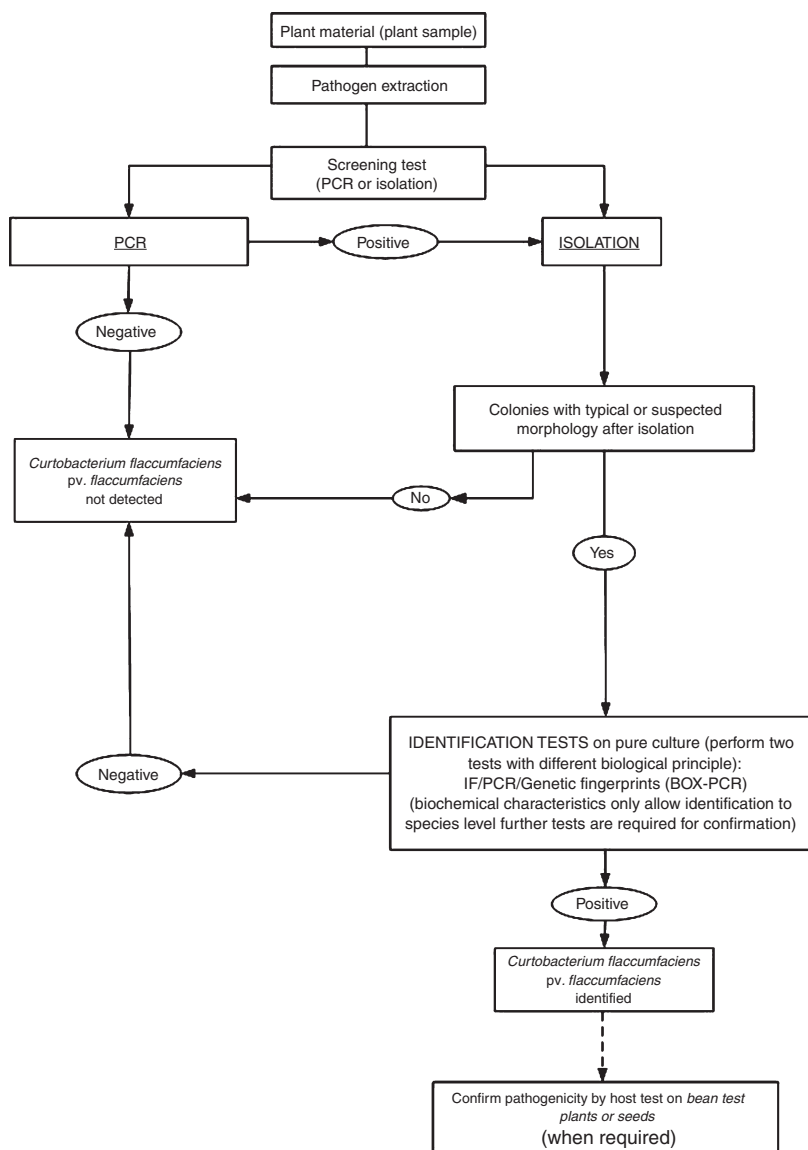 Plant material (plant sample)
Pathogen extraction
Screening test
(PCR or isolation)
PCR
Positive
ISOLATION
Negative
Colonies with typical or suspected
morphology after isolation
Curtobacterium flaccumfaciens
pv. flaccumfaciens
not detected
No
Yes
IDENTIFICATION TESTS on pure culture (perform two
tests with different biological principle):
IF/PCR/Genetic fingerprints (BOX-PCR)
(biochemical characteristics only allow identification to
species level further tests are required for confirmation)
Negative
Positive
Curtobacterium flaccumfaciens
pv. flaccumfaciens
identified
Confirm pathogenicity by host test on bean test
plants or seeds
(when required)